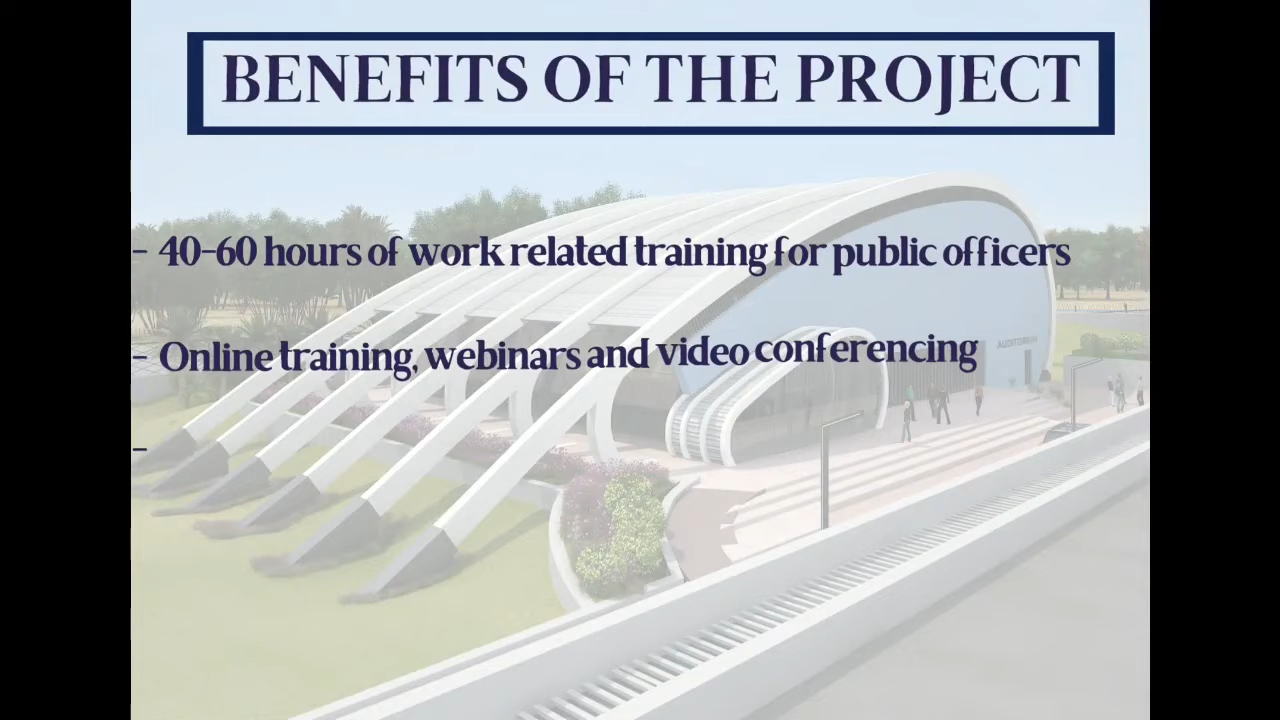 BENEFITS OF THE PROJECT
- 40-60 hours of work related training for public officers
- Online training, webinars and video conferencing
-
AUDITORIUM